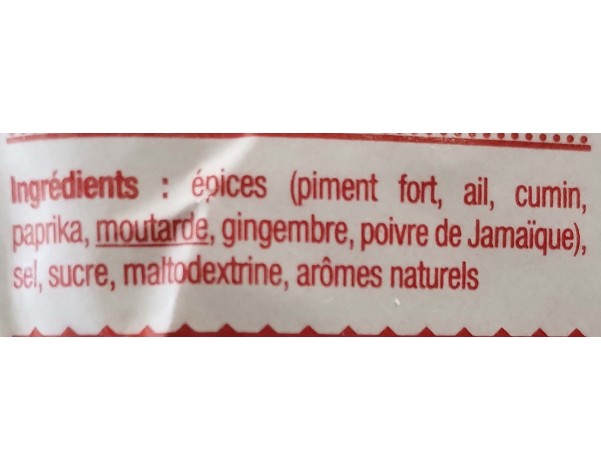 Ingrédients : épices (piment fort, ail, cumin,
paprika, moutarde, gingembre, poivre de Jamaïque),
sel, sucre, maltodextrine, arômes naturels